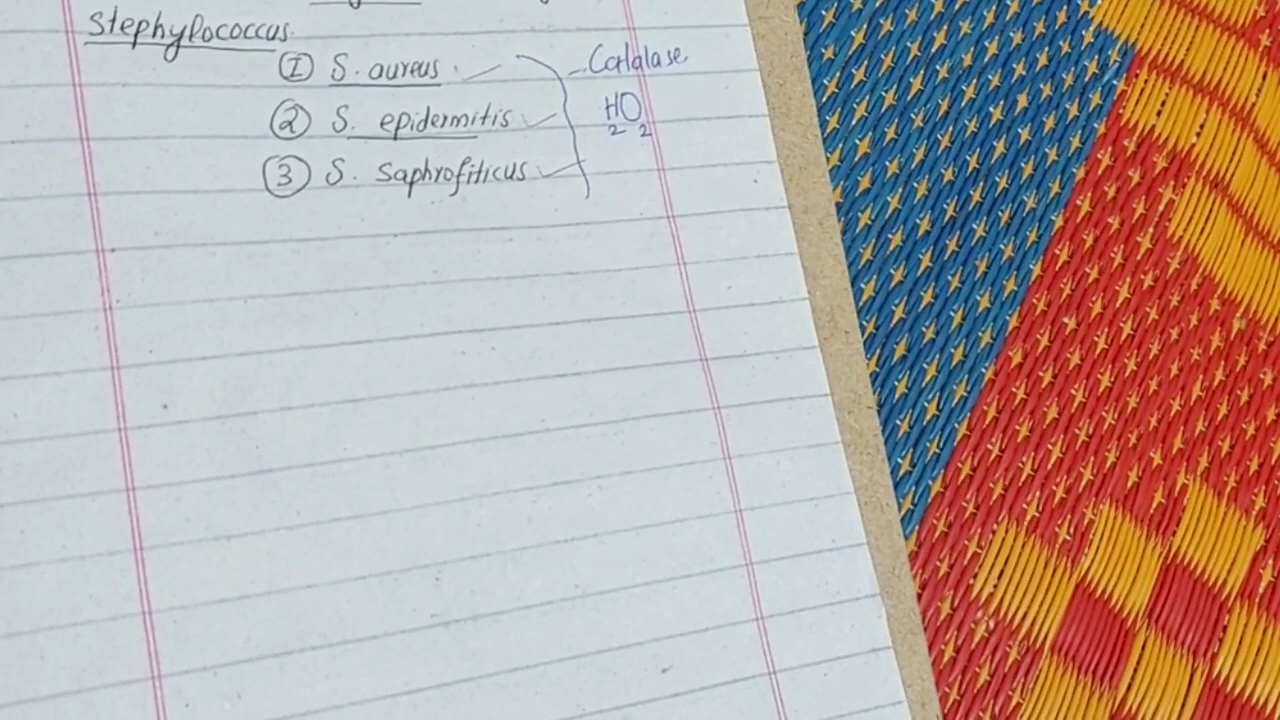 Stephylococcus.
① S. aureus. Catalase
② S. epidermitis H2O2
③ S. Saphrofiticus